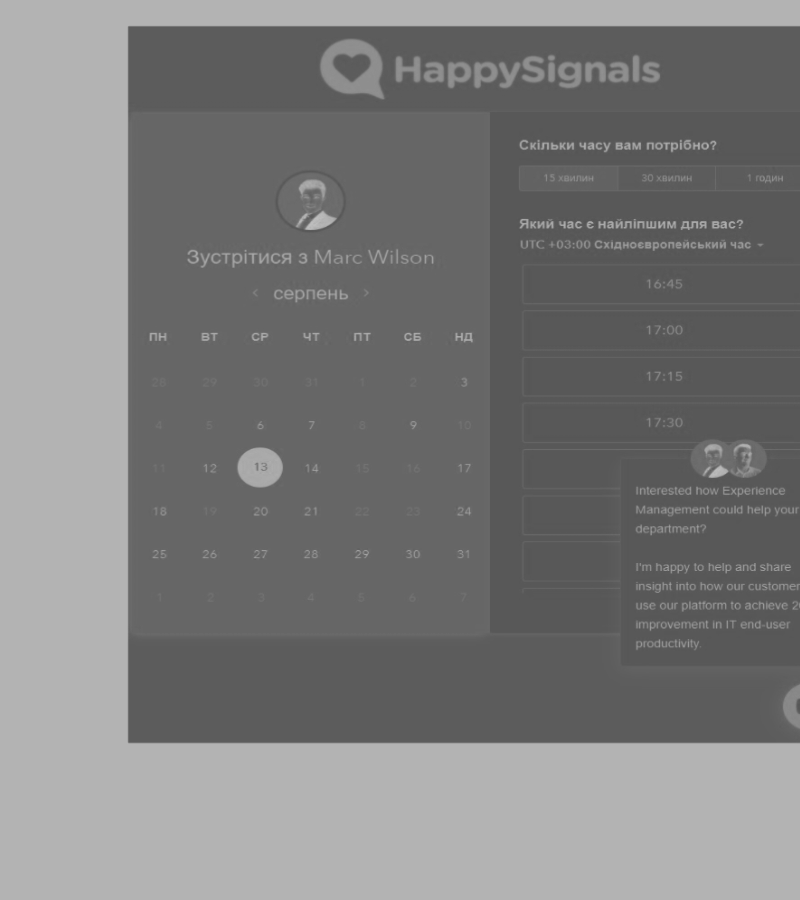 HappySignals
Зустрітися з Marc Wilson
‹ серпень ›
ПН ВТ СР ЧТ ПТ СБ НД
28 29 30 31 1 2 3
4 5 6 7 8 9 10
11 12 13 14 15 16 17
18 19 20 21 22 23 24
25 26 27 28 29 30 31
1 2 3 4 5 6 7
Скільки часу вам потрібно?
15 хвилин 30 хвилин 1 годин
Який час є найліпшим для вас?
UTC +03:00 Східноєвропейський час
16:45
17:00
17:15
17:30
Interested how Experience
Management could help your
department?
I'm happy to help and share
insight into how our customer
use our platform to achieve
improvement in IT end-user
productivity.